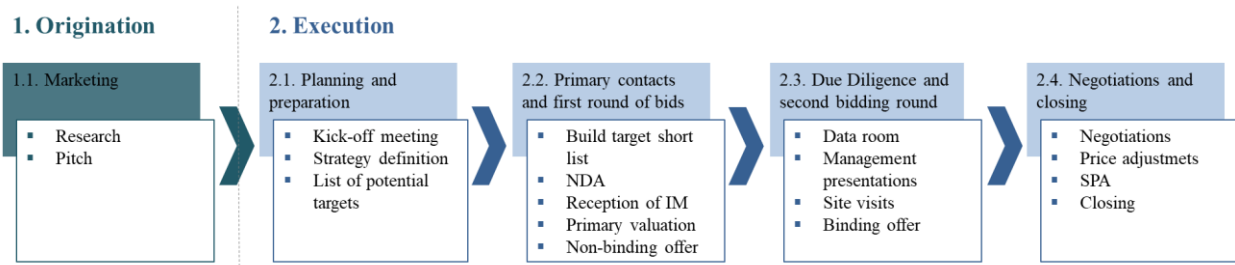 1. Origination
2. Execution
1.1. Marketing
▪ Research
▪ Pitch
2.1. Planning and
preparation
▪ Kick-off meeting
▪ Strategy definition
▪ List of potential
targets
2.2. Primary contacts
and first round of bids
▪ Build target short
list
▪ NDA
▪ Reception of IM
▪ Primary valuation
▪ Non-binding offer
2.3. Due Diligence and
second bidding round
▪ Data room
▪ Management
presentations
▪ Site visits
▪ Binding offer
2.4. Negotiations and
closing
▪ Negotiations
▪ Price adjustmets
▪ SPA
▪ Closing